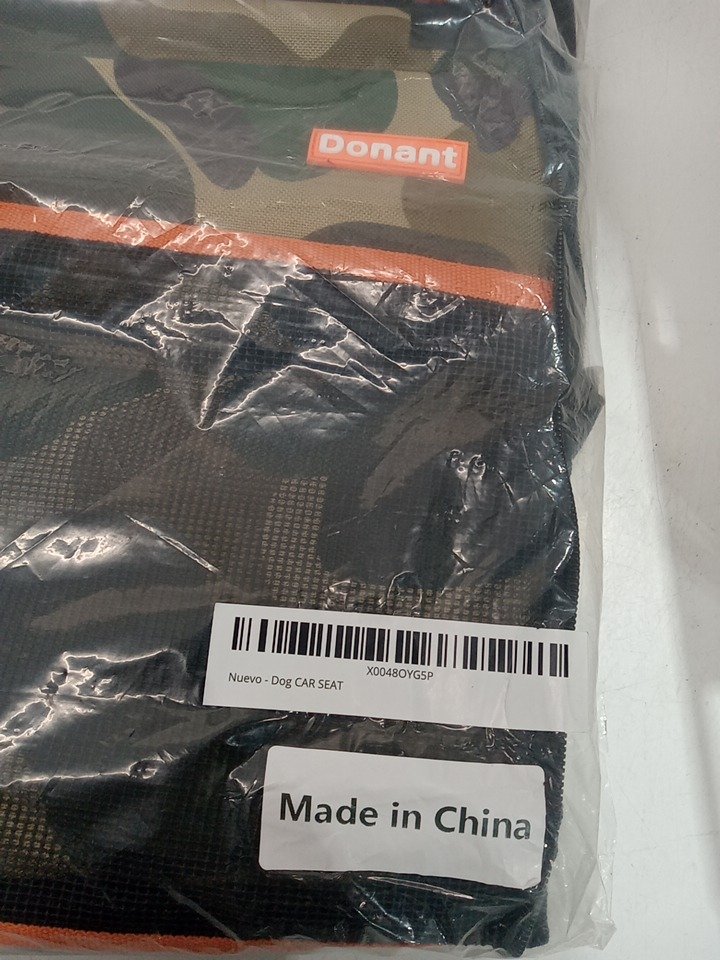 Donant
X0048OYG5P
Nuevo - Dog CAR SEAT
Made in China